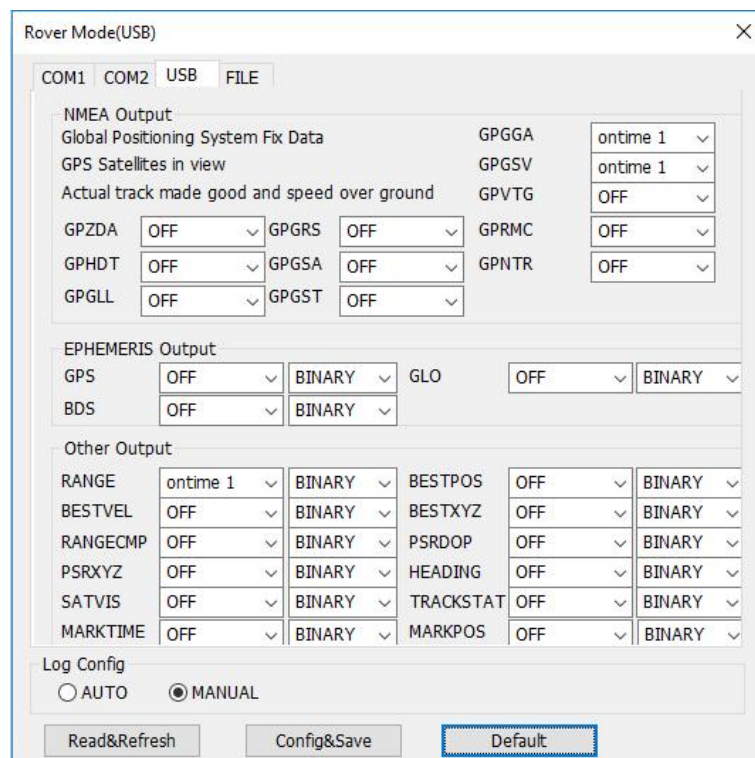 Rover Mode(USB)
COM1 COM2 USB FILE
NMEA Output
Global Positioning System Fix Data GPGGA ontime 1
GPS Satellites in view GPGSV ontime 1
Actual track made good and speed over ground GPVTG OFF
GPZDA OFF GPGRS OFF GPRMC OFF
GPHDT OFF GPGSA OFF GPNTR OFF
GPGLL OFF GPGST OFF
EPHEMERIS Output
GPS OFF BINARY GLO OFF BINARY
BDS OFF BINARY
Other Output
RANGE ontime 1 BINARY BESTPOS OFF BINARY
BESTVEL OFF BINARY BESTXYZ OFF BINARY
RANGECMP OFF BINARY PSRDOP OFF BINARY
PSRXYZ OFF BINARY HEADING OFF BINARY
SATVIS OFF BINARY TRACKSTAT OFF BINARY
MARKTIME OFF BINARY MARKPOS OFF BINARY
Log Config
AUTO MANUAL
Read&Refresh Config&Save Default